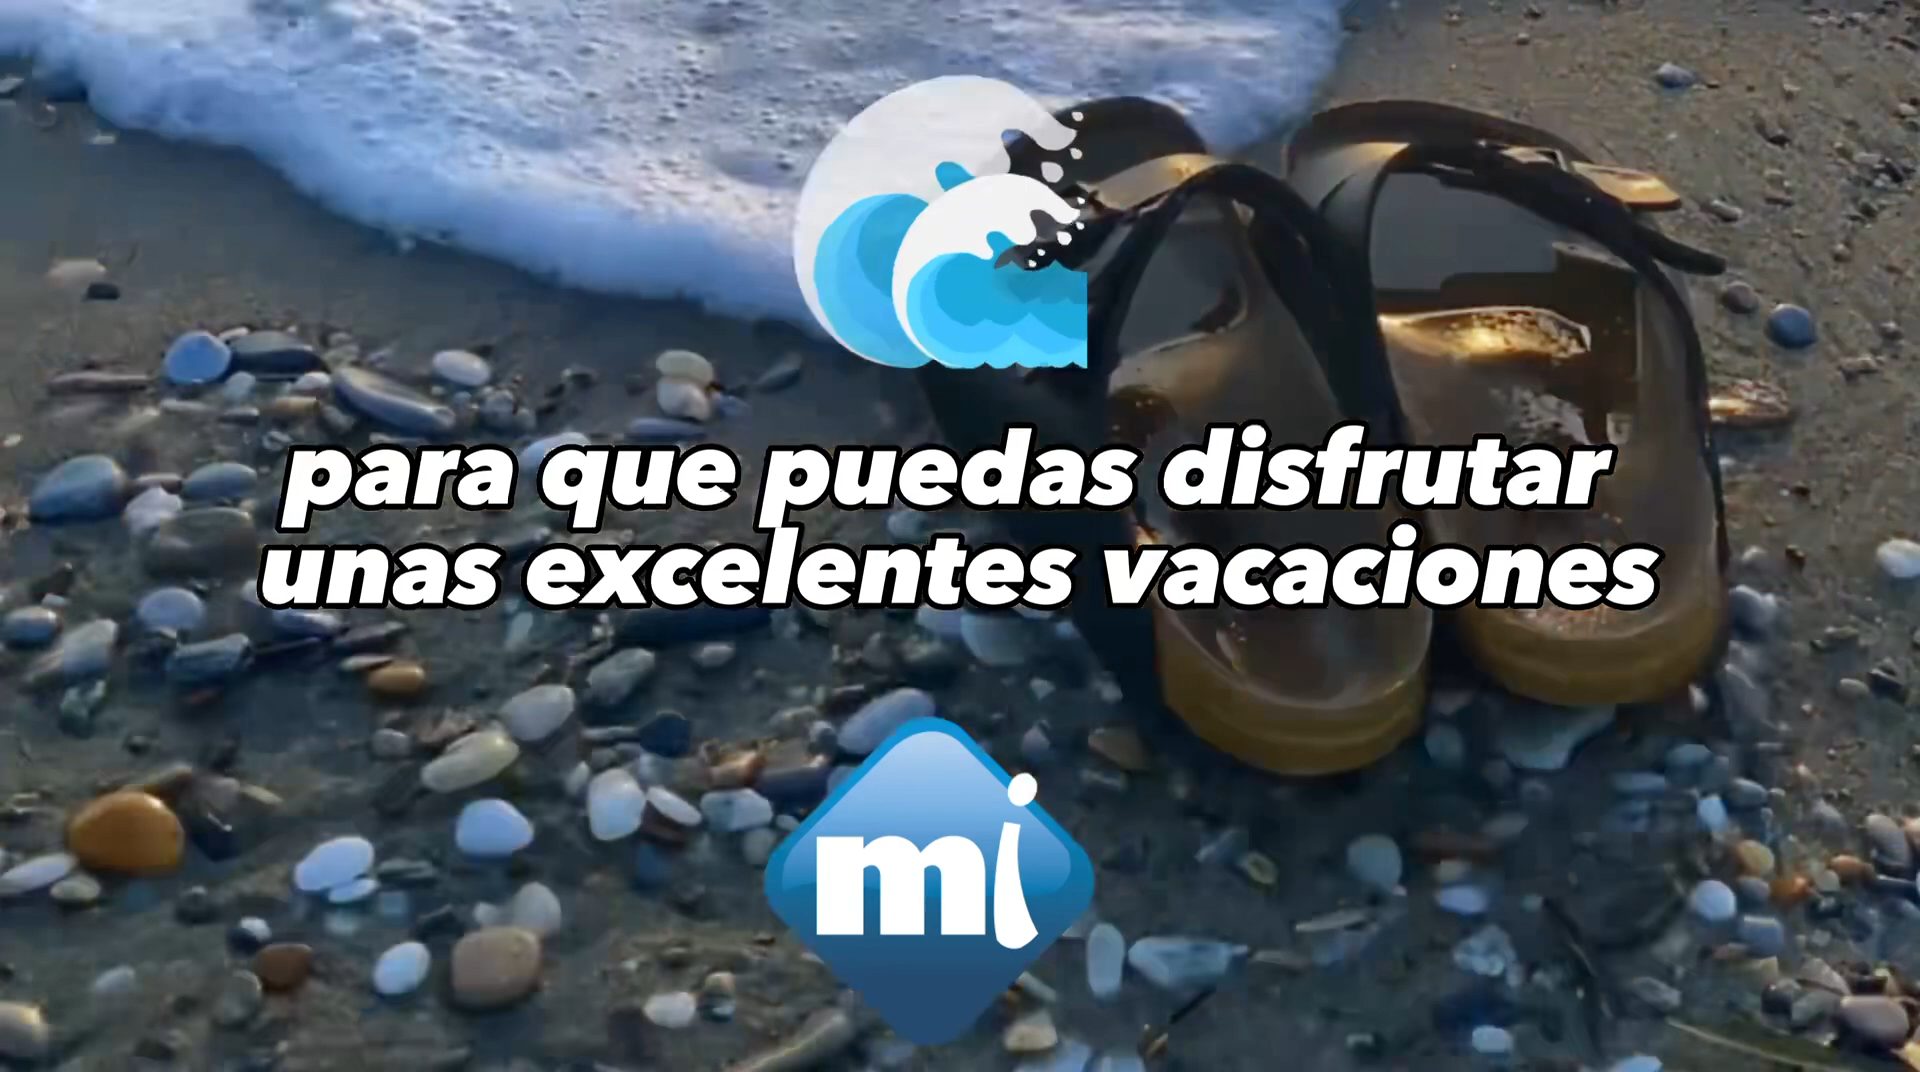 para que puedas disfrutar
unas excelentes vacaciones
mi